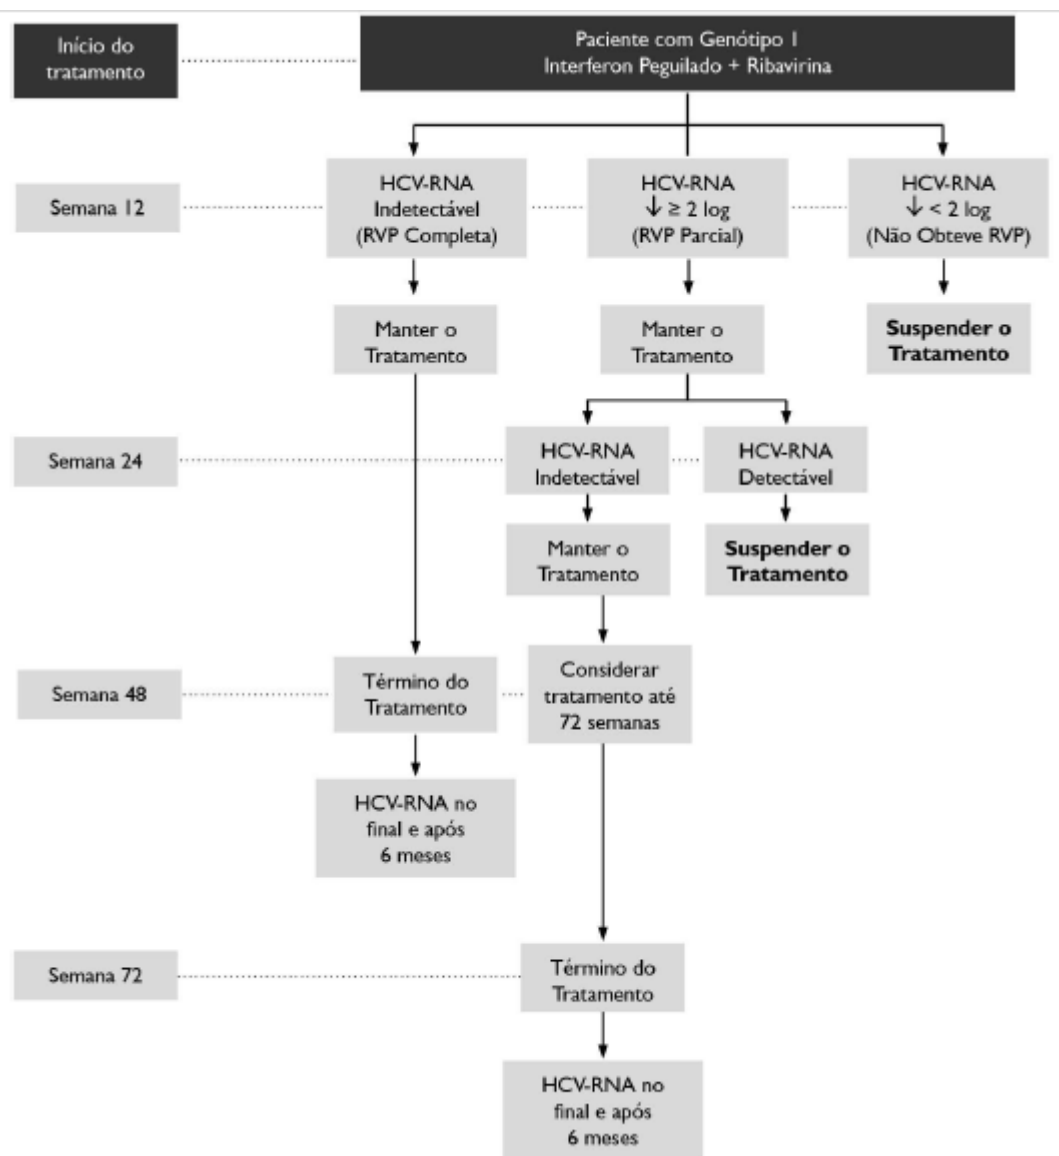 Início do
tratamento
Paciente com Genótipo 1
Interferon Peguilado + Ribavirina
Semana 12
HCV-RNA
Indetectável
(RVP Completa)
HCV-RNA
↓ ≥ 2 log
(RVP Parcial)
HCV-RNA
↓ < 2 log
(Não Obteve RVP)
Manter o
Tratamento
Manter o
Tratamento
Suspender o
Tratamento
Semana 24
HCV-RNA
Indetectável
HCV-RNA
Detectável
Manter o
Tratamento
Suspender o
Tratamento
Semana 48
Término do
Tratamento
Considerar
tratamento até
72 semanas
HCV-RNA no
final e após
6 meses
Semana 72
Término do
Tratamento
HCV-RNA no
final e após
6 meses